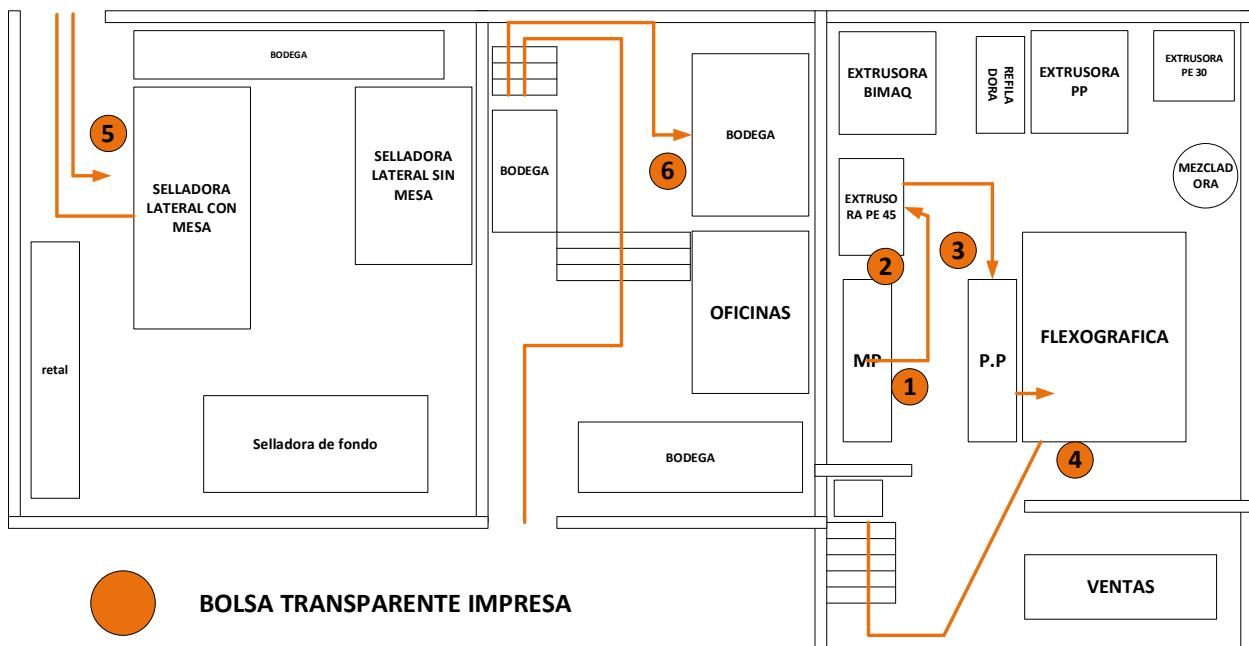 BODEGA
5
SELLADORA
LATERAL CON
MESA
SELLADORA
LATERAL SIN
MESA
retal
Selladora de fondo
BODEGA
6
BODEGA
OFICINAS
BODEGA
EXTRUSORA
BIMAQ
REFILA
DORA
EXTRUSORA
PP
EXTRUSORA
PE 30
MEZCLAD
ORA
EXTRUSO
RA PE 45
2
3
MP
1
P.P
FLEXOGRAFICA
4
VENTAS
BOLSA TRANSPARENTE IMPRESA